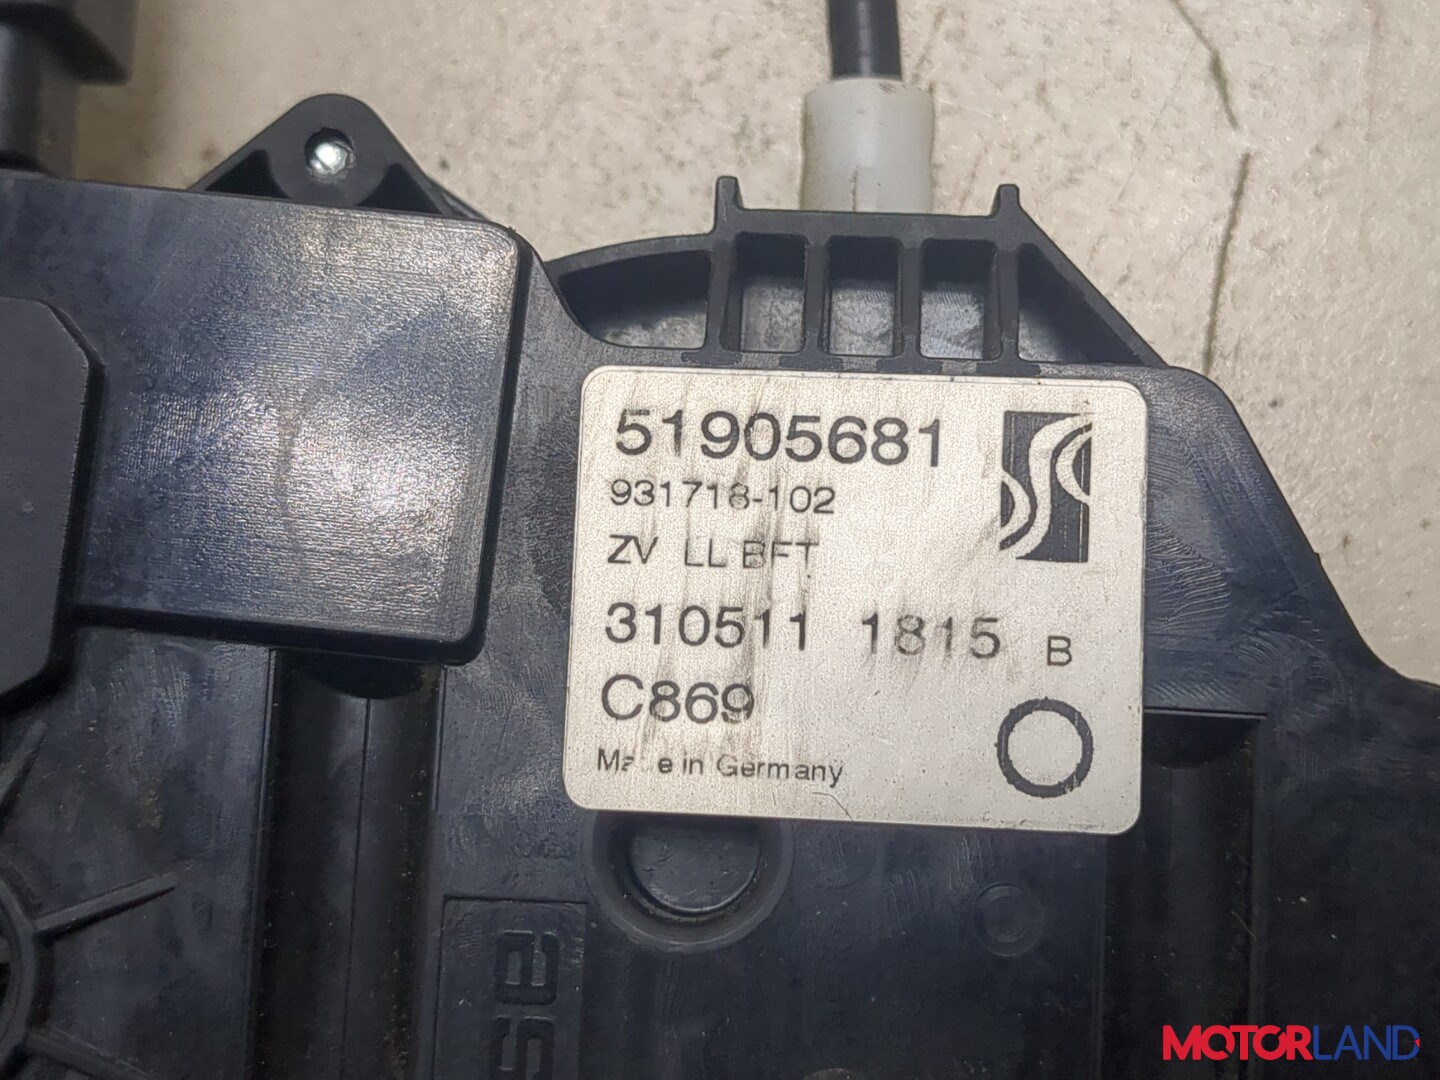 51905681
931718-102
ZV LL BFT
310511 1815 B
C869
Made in Germany
MOTORLAND